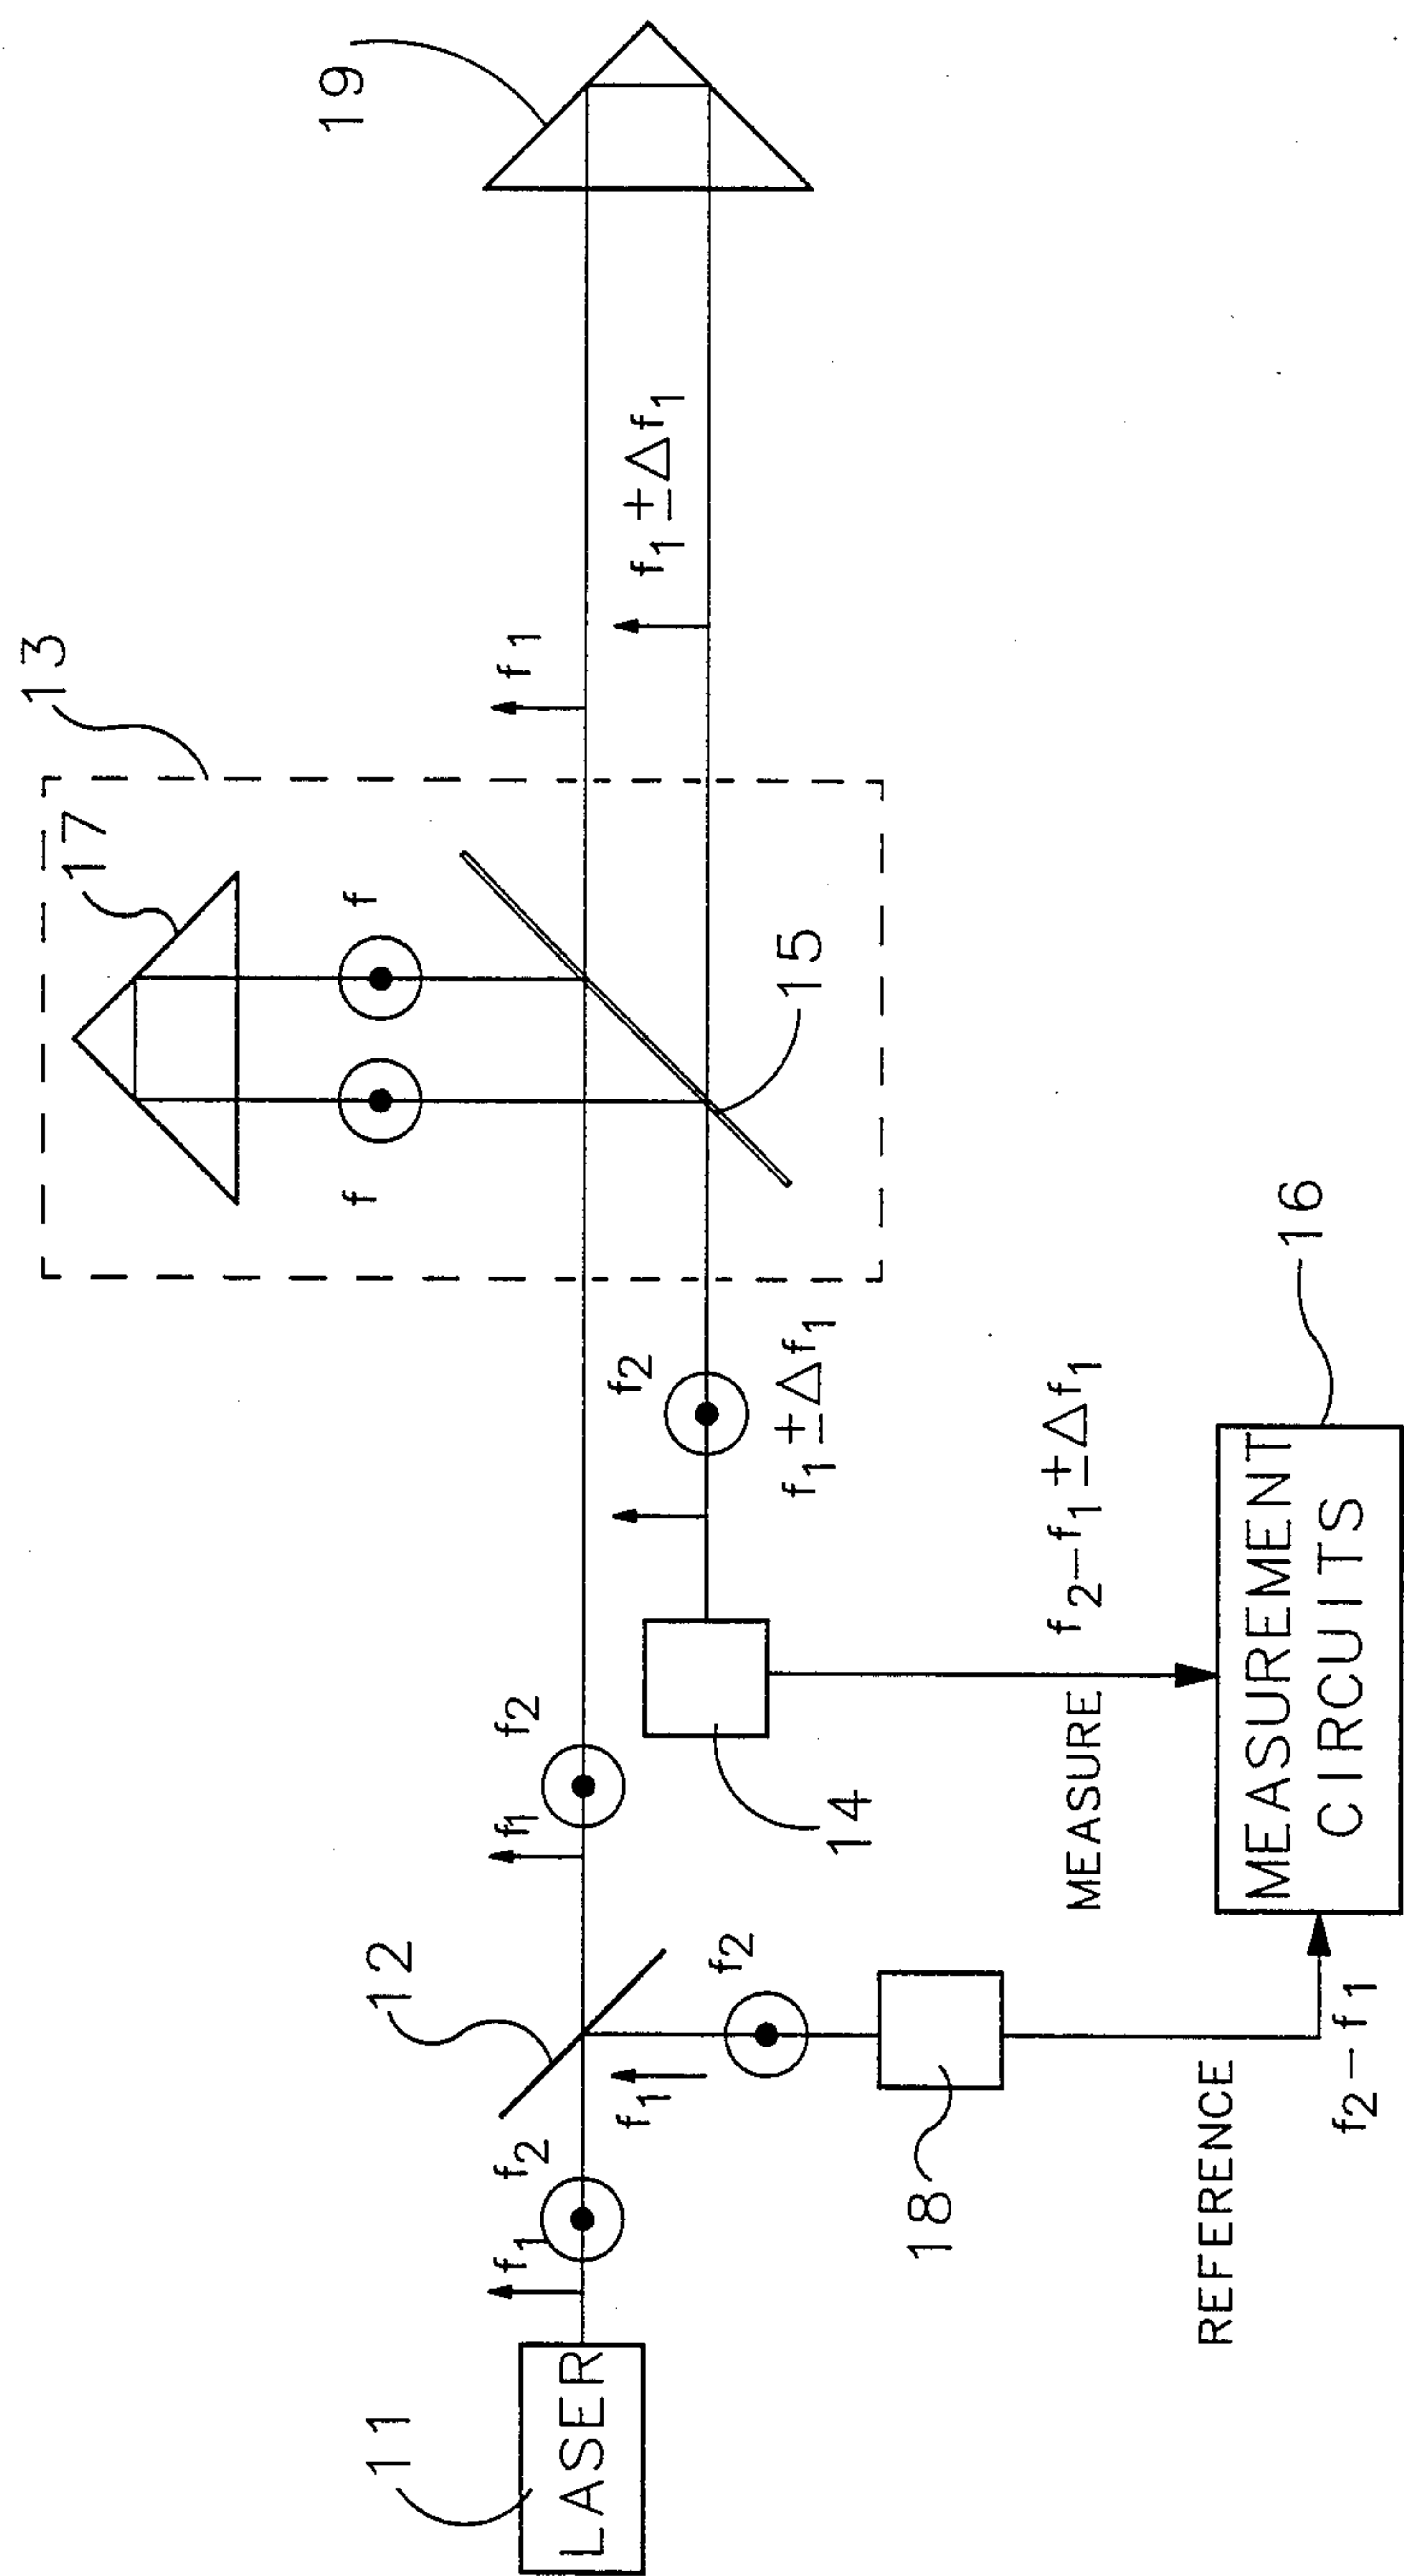 19
13
17
f
f
f1
f1±Δf1
15
f2
f1±Δf1
f1
f2
12
14
f1
f2
f1
f2
11
LASER
18
MEASURE f2-f1±Δf1
REFERENCE
f2-f1
16
MEASUREMENT
CIRCUITS